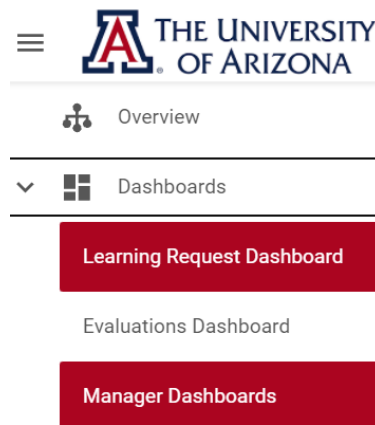 THE UNIVERSITY
OF ARIZONA
Overview
Dashboards
Learning Request Dashboard
Evaluations Dashboard
Manager Dashboards